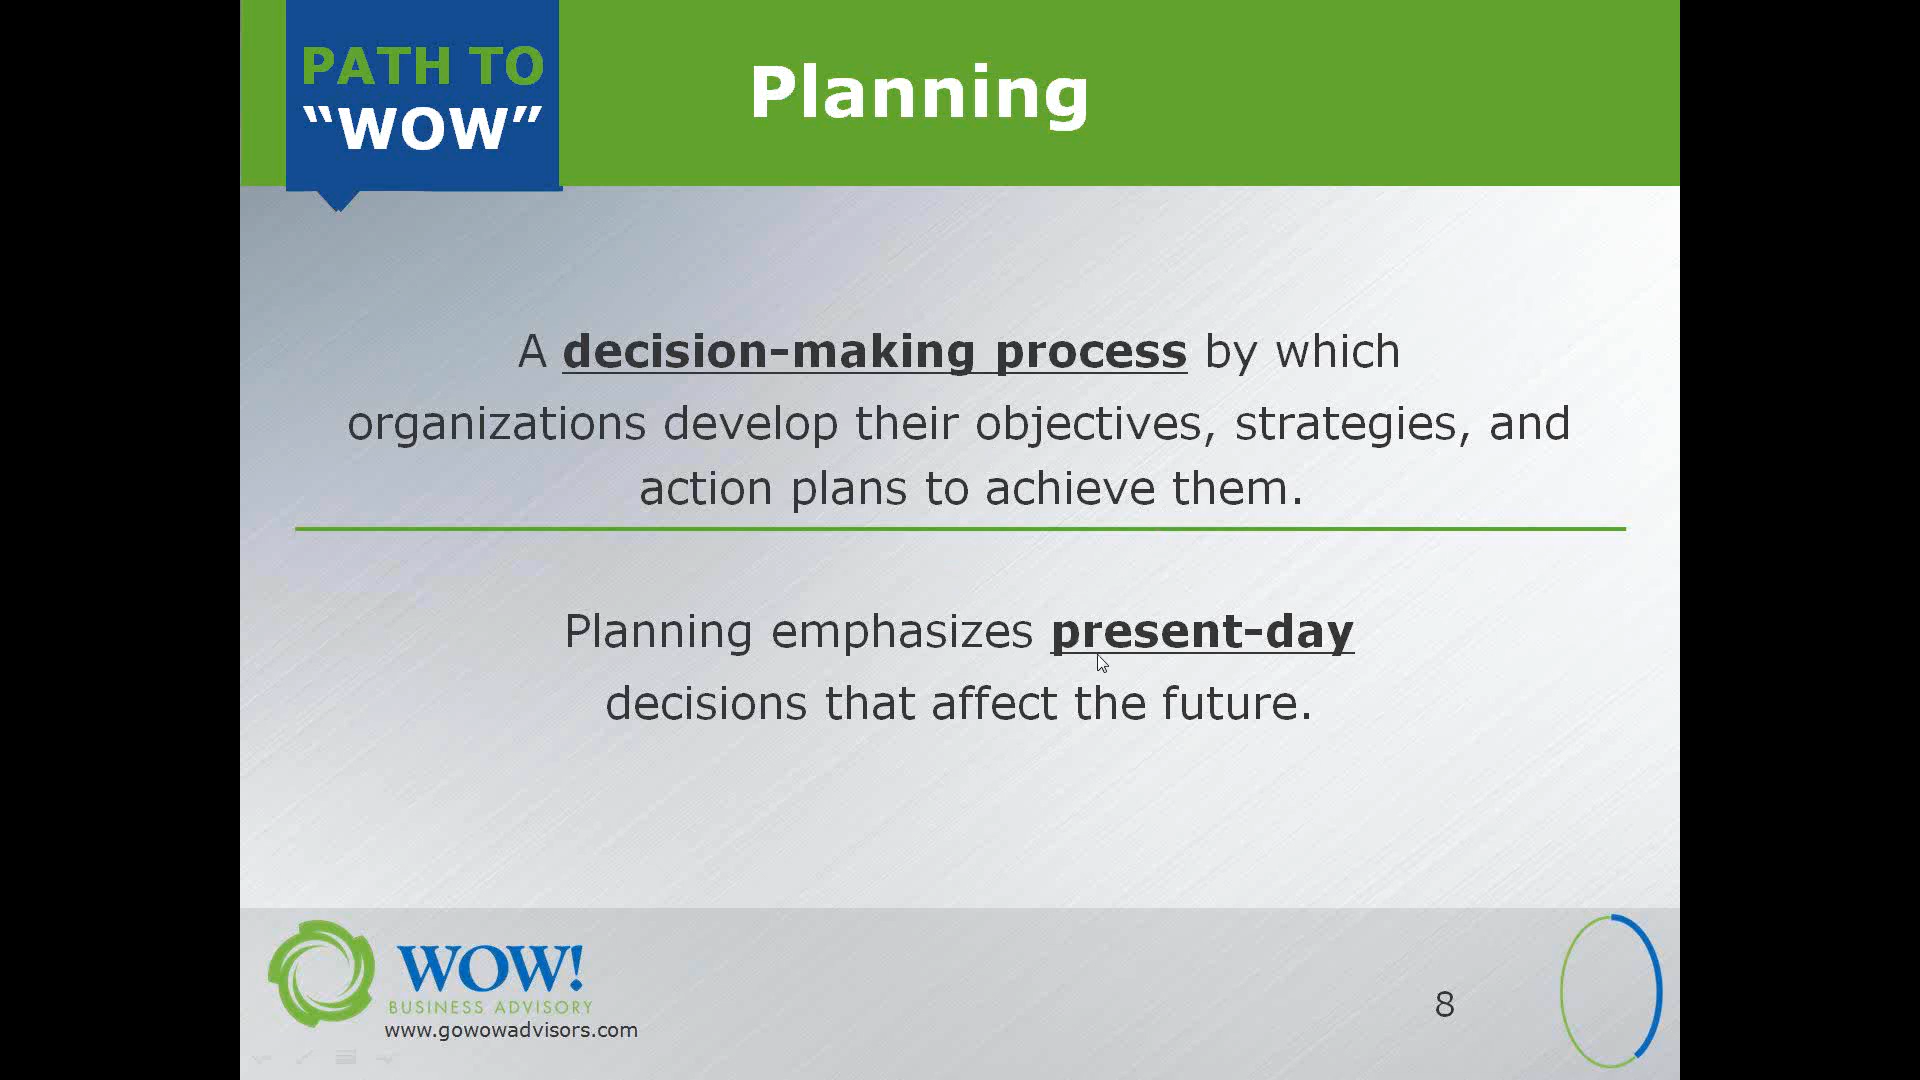 PATH TO
“WOW”
Planning
A decision-making process by which
organizations develop their objectives, strategies, and
action plans to achieve them.
Planning emphasizes present-day
decisions that affect the future.
WOW!
BUSINESS ADVISORY
www.gowowadvisors.com
8